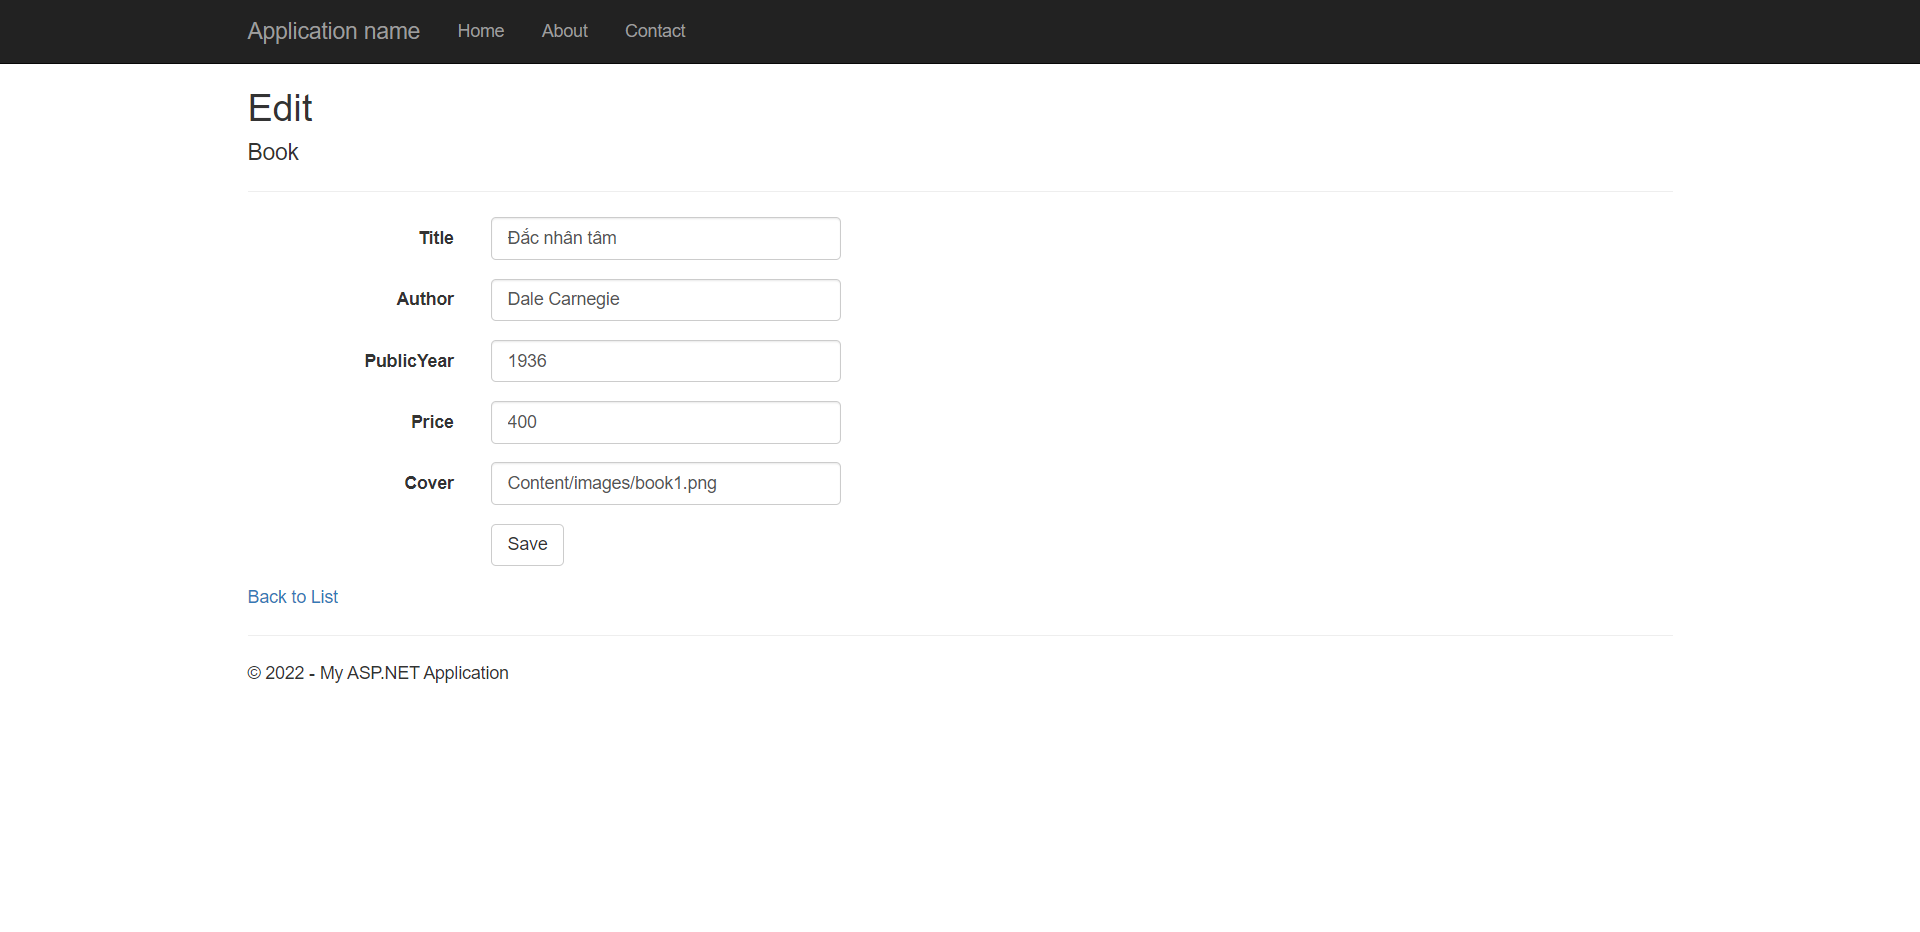 Application name Home About Contact
Edit
Book
Title Đắc nhân tâm
Author Dale Carnegie
PublicYear 1936
Price 400
Cover Content/images/book1.png
Save
Back to List
© 2022 - My ASP.NET Application